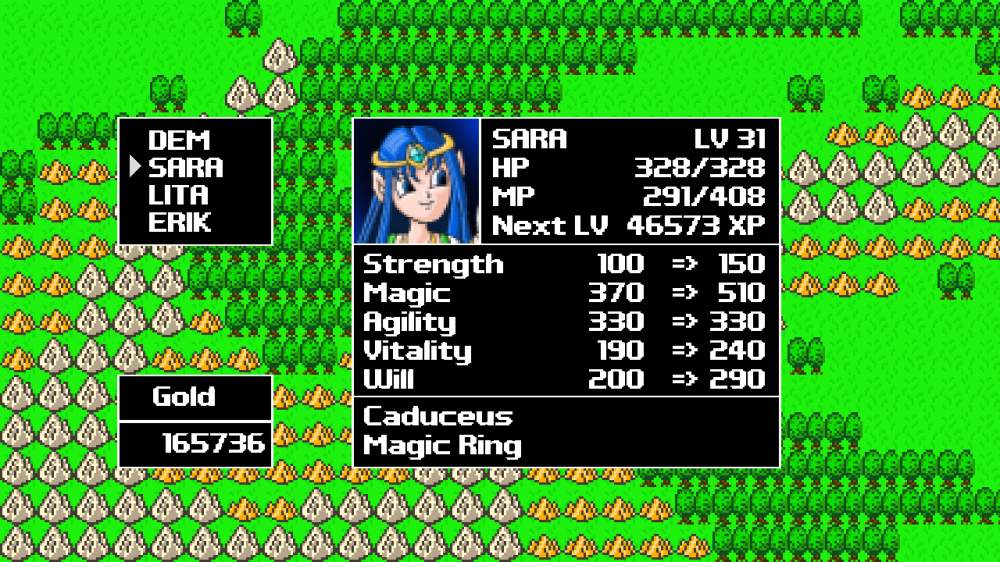 DEM
SARA
LITA
ERIK
SARA LV 31
HP 328/328
MP 291/408
Next LV 46573 XP
Strength 100 => 150
Magic 370 => 510
Agility 330 => 330
Vitality 190 => 240
Will 200 => 290
Caduceus
Magic Ring
Gold
165736